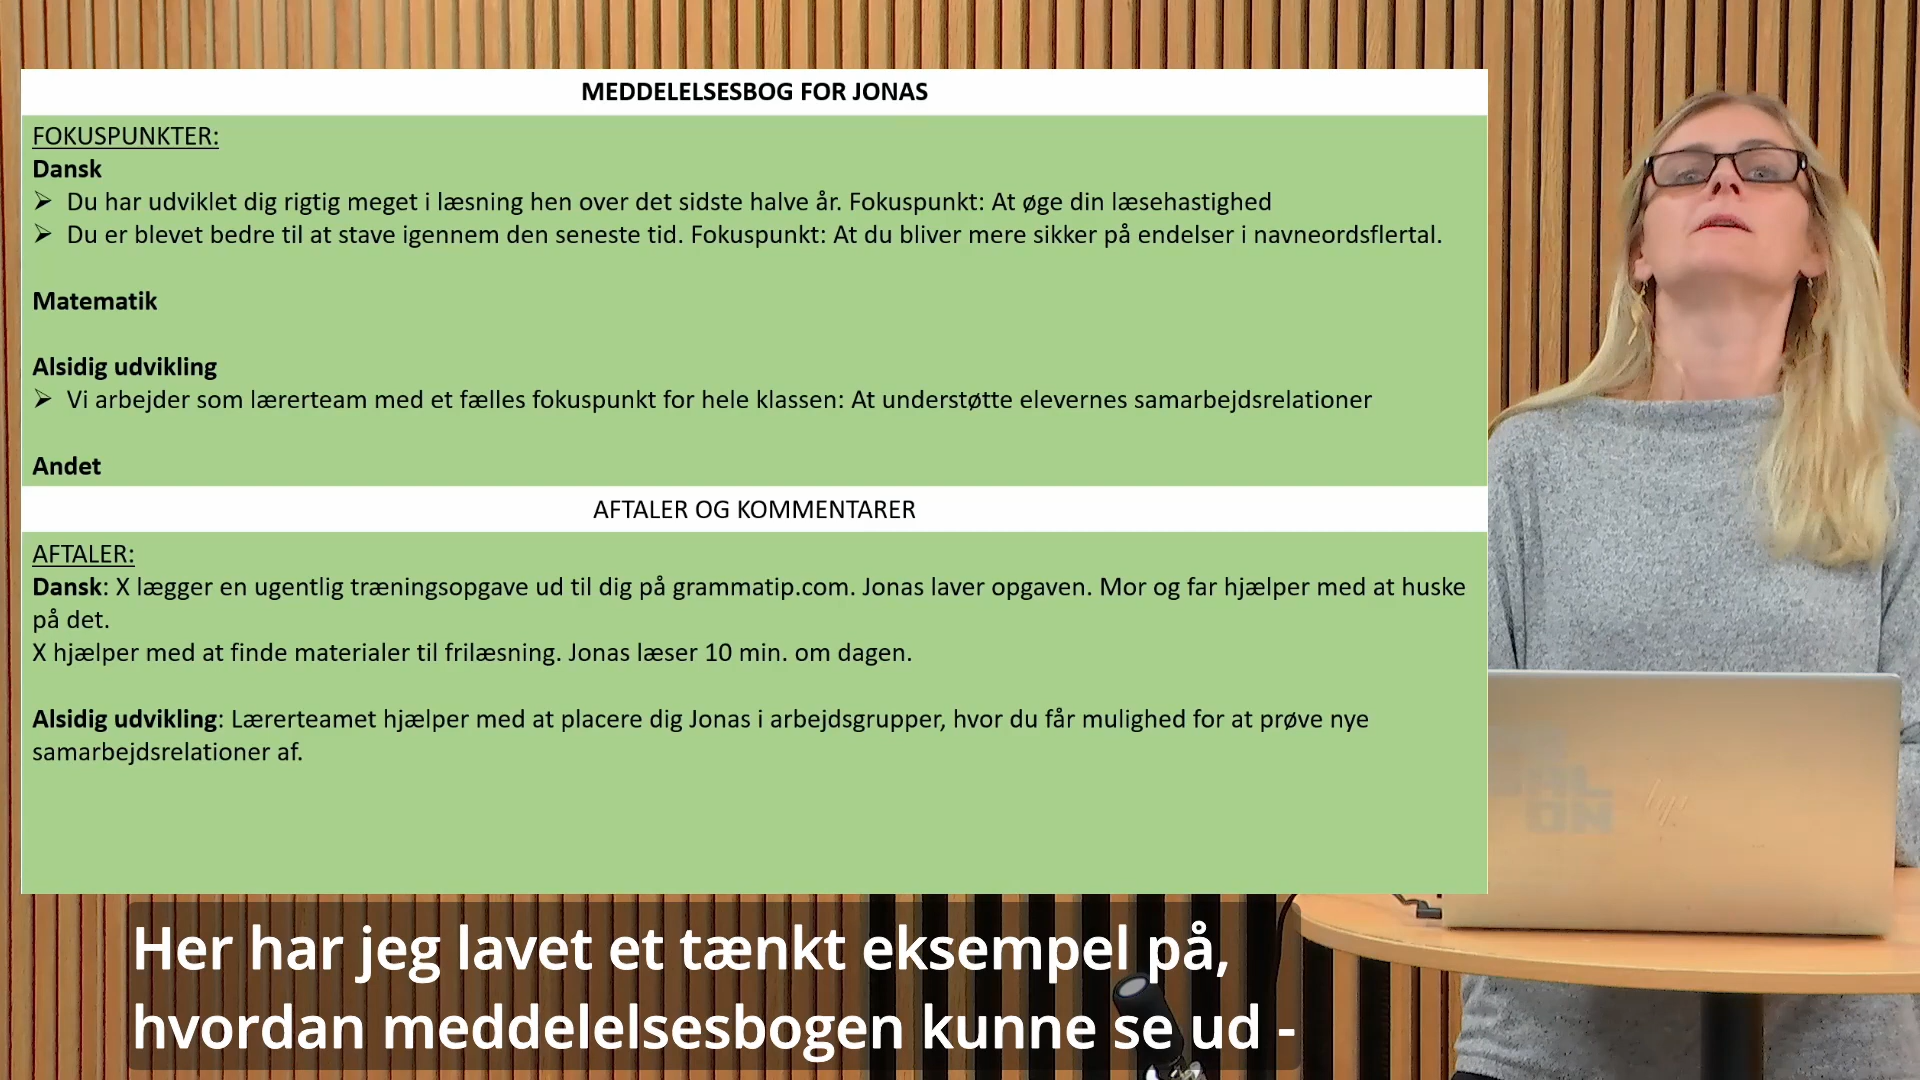 MEDDELELSESBOG FOR JONAS
FOKUSPUNKTER:
Dansk
➢ Du har udviklet dig rigtig meget i læsning hen over det sidste halve år. Fokuspunkt: At øge din læsehastighed
➢ Du er blevet bedre til at stave igennem den seneste tid. Fokuspunkt: At du bliver mere sikker på endelser i navneordsflertal.
Matematik
Alsidig udvikling
➢ Vi arbejder som lærerteam med et fælles fokuspunkt for hele klassen: At understøtte elevernes samarbejdsrelationer
Andet
AFTALER OG KOMMENTARER
AFTALER:
Dansk: X lægger en ugentlig træningsopgave ud til dig på grammatip.com. Jonas laver opgaven. Mor og far hjælper med at huske
på det.
X hjælper med at finde materialer til frilæsning. Jonas læser 10 min. om dagen.
Alsidig udvikling: Lærerteamet hjælper med at placere dig Jonas i arbejdsgrupper, hvor du får mulighed for at prøve nye
samarbejdsrelationer af.
hp
Her har jeg lavet et tænkt eksempel på,
hvordan meddelelsesbogen kunne se ud -